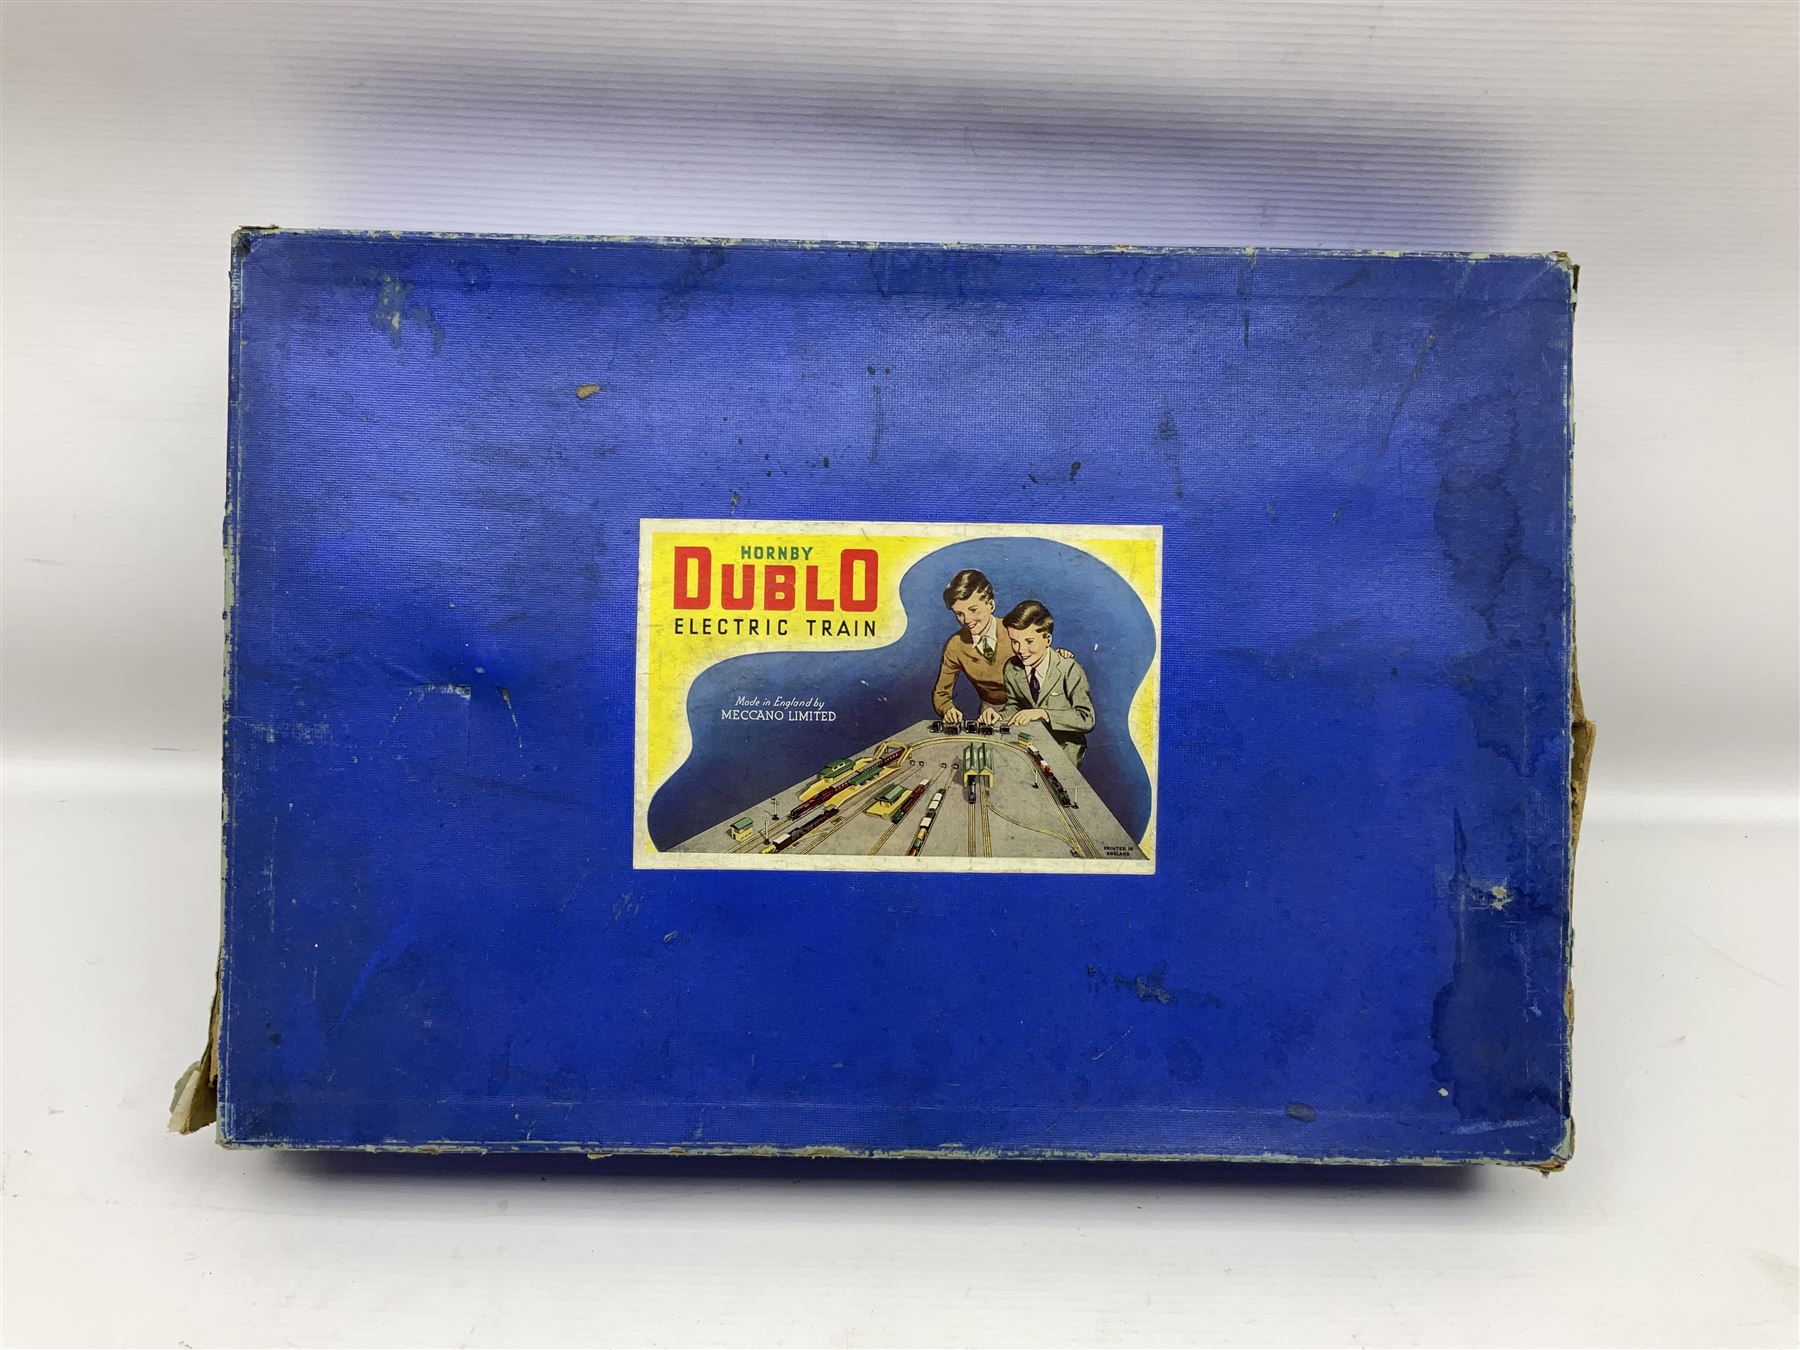 HORNBY
DUBLO
ELECTRIC TRAIN
Made in England by
MECCANO LIMITED
PRINTED IN
ENGLAND